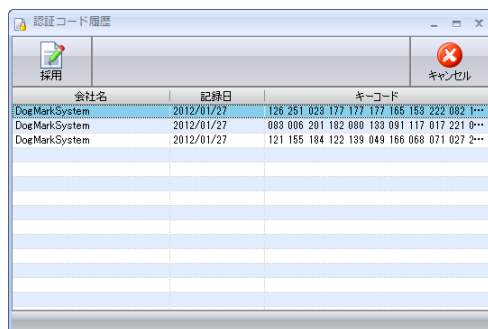 認証コード履歴
採用
キャンセル
会社名 記録日 キーコード
DogMarkSystem 2012/01/27 126 251 023 177 177 177 165 153 222 082 1…
DogMarkSystem 2012/01/27 083 006 201 182 080 133 091 117 017 221 0…
DogMarkSystem 2012/01/27 121 155 184 122 139 049 166 068 071 027 2…